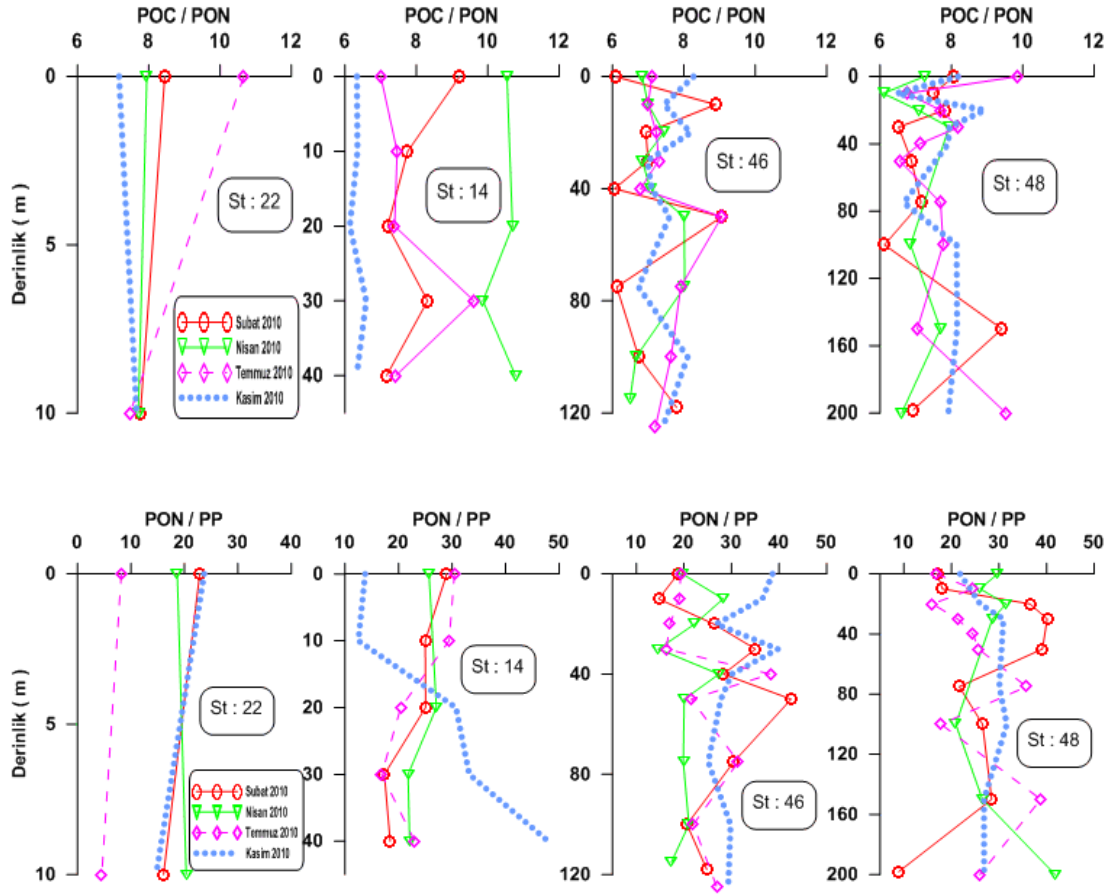 POC / PON
POC / PON
POC / PON
POC / PON
6 8 10 12
6 8 10 12
6 8 10 12
6 8 10 12
Derinlik ( m )
0
5
10
St : 22
Subat 2010
Nisan 2010
Temmuz 2010
Kasim 2010
0
10
20
30
40
St : 14
0
40
80
120
St : 46
0
40
80
120
160
200
St : 48
PON / PP
PON / PP
PON / PP
PON / PP
0 10 20 30 40
10 20 30 40 50
10 20 30 40 50
10 20 30 40 50
Derinlik ( m )
0
5
10
St : 22
Subat 2010
Nisan 2010
Temmuz 2010
Kasim 2010
0
10
20
30
40
St : 14
0
40
80
120
St : 46
0
40
80
120
160
200
St : 48